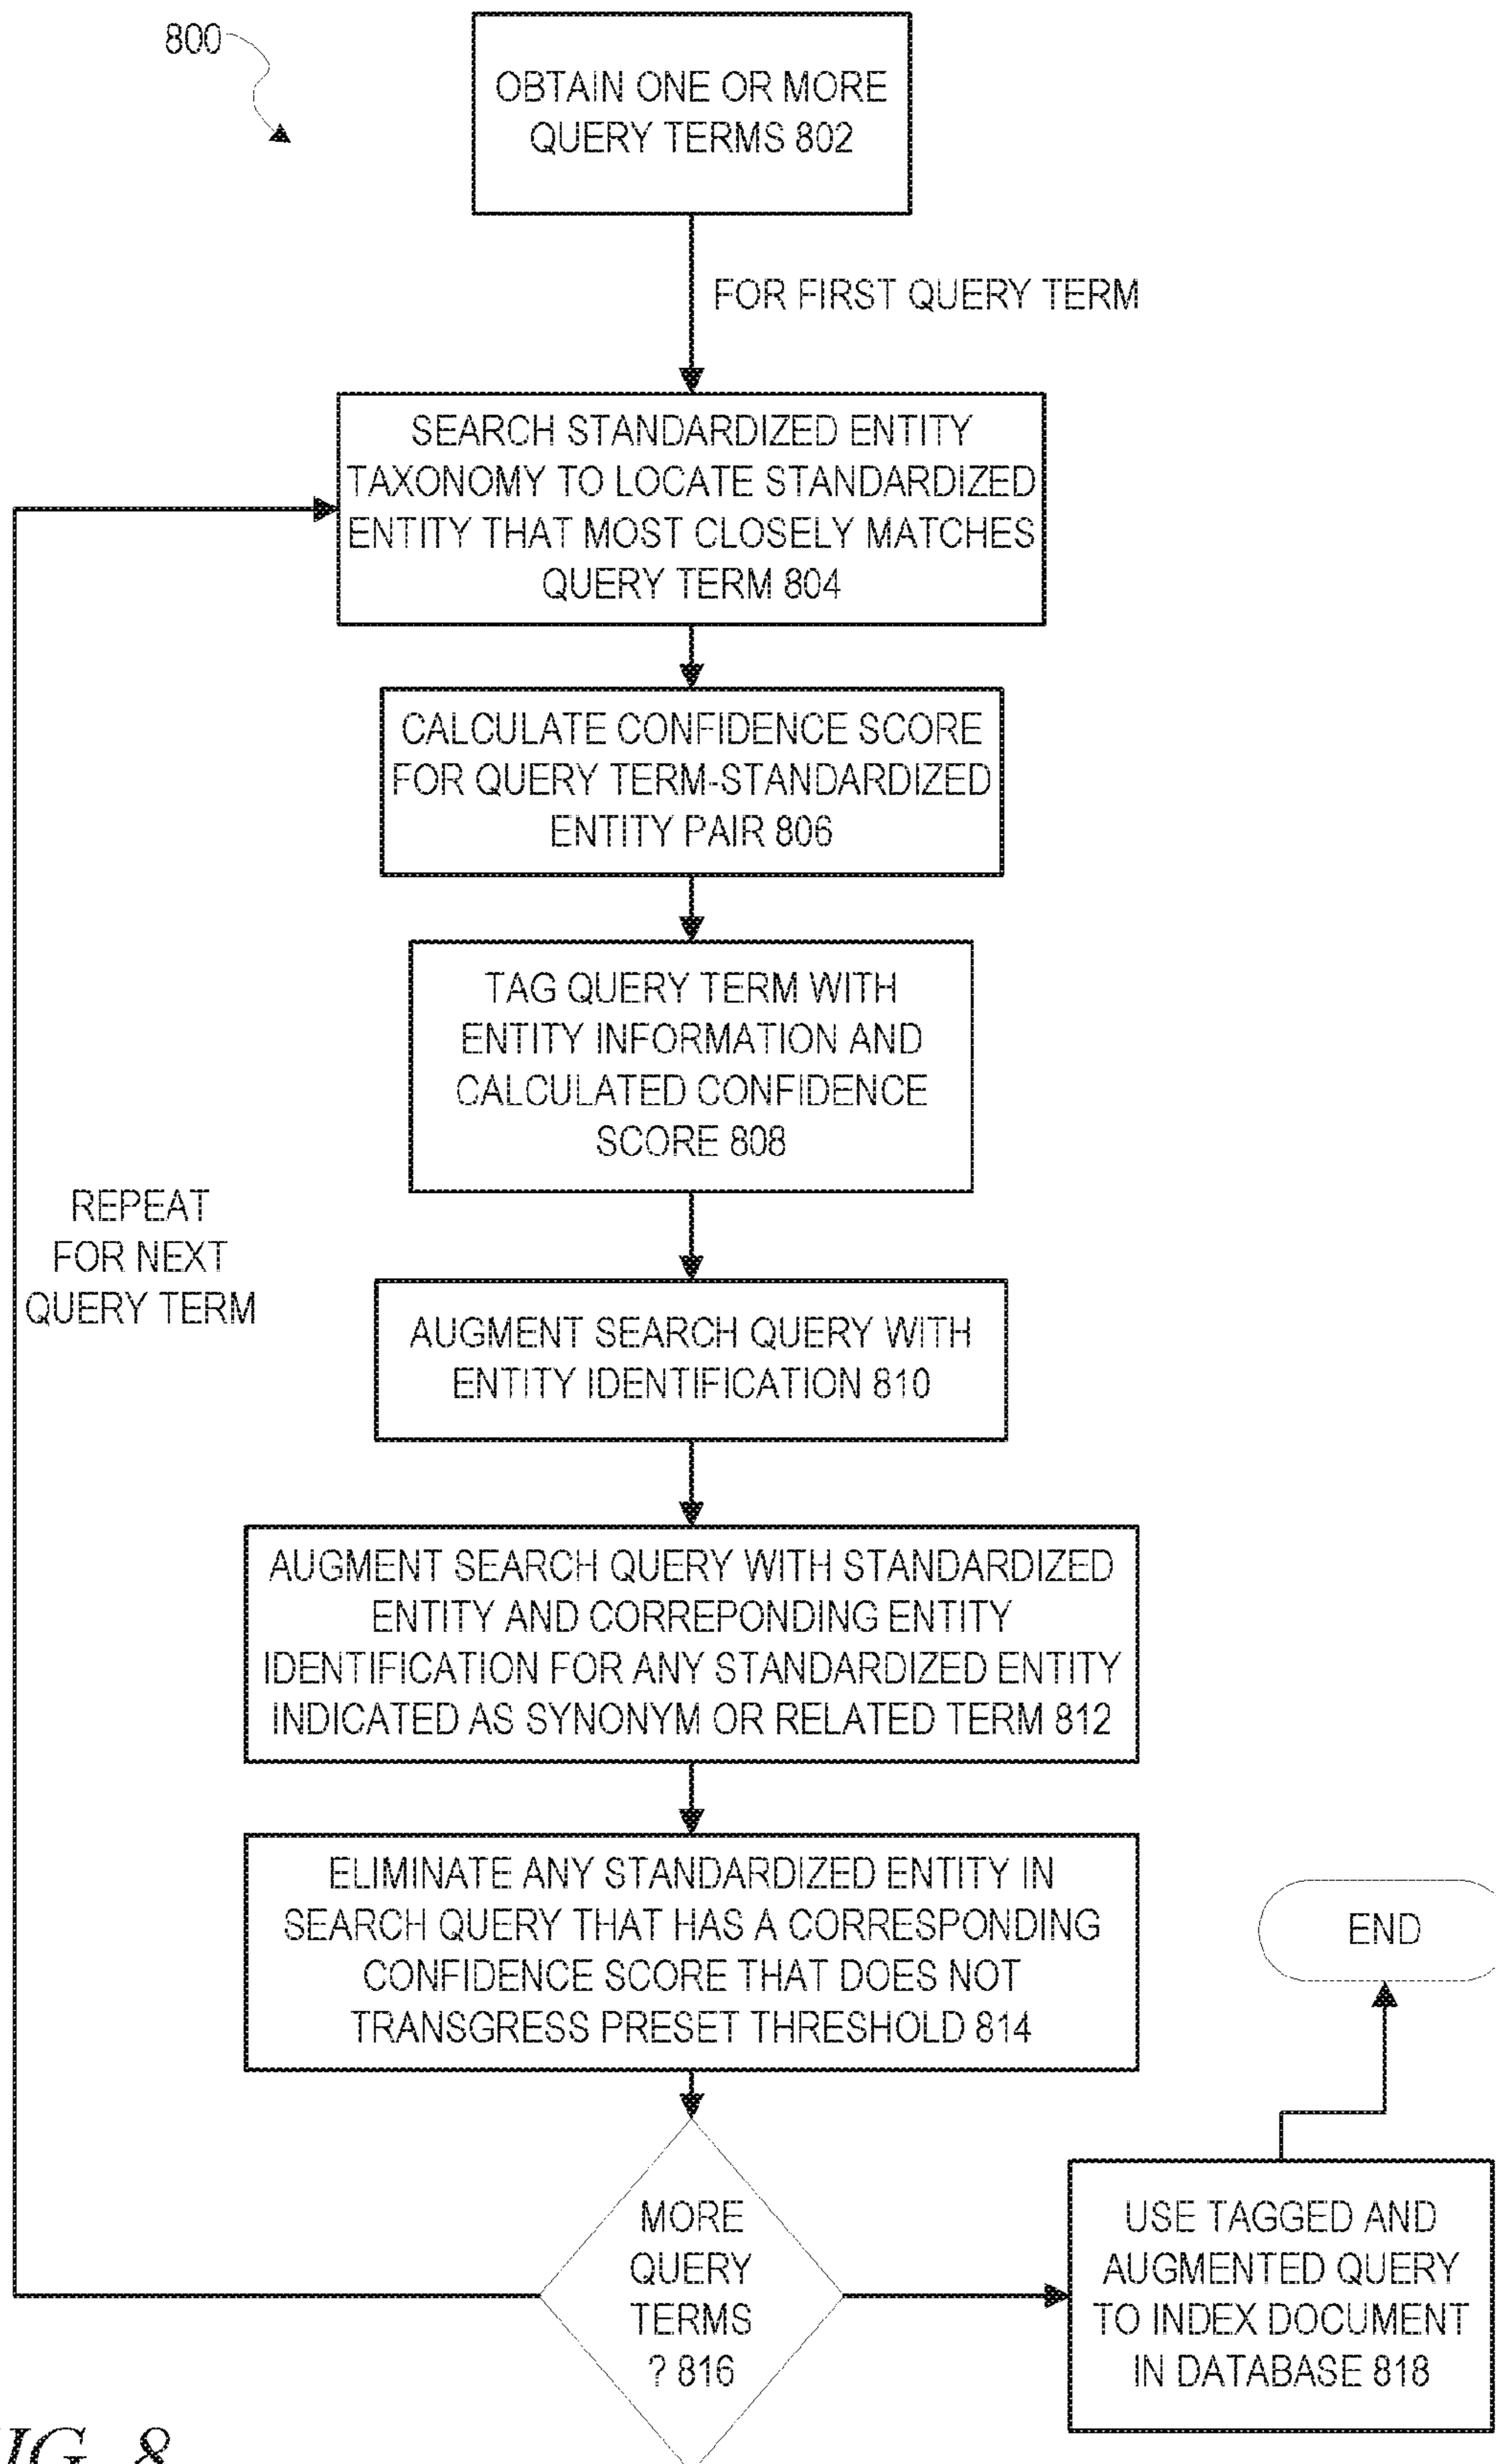 800
OBTAIN ONE OR MORE
QUERY TERMS 802
FOR FIRST QUERY TERM
SEARCH STANDARDIZED ENTITY
TAXONOMY TO LOCATE STANDARDIZED
ENTITY THAT MOST CLOSELY MATCHES
QUERY TERM 804
CALCULATE CONFIDENCE SCORE
FOR QUERY TERM-STANDARDIZED
ENTITY PAIR 806
TAG QUERY TERM WITH
ENTITY INFORMATION AND
CALCULATED CONFIDENCE
SCORE 808
REPEAT
FOR NEXT
QUERY TERM
AUGMENT SEARCH QUERY WITH
ENTITY IDENTIFICATION 810
AUGMENT SEARCH QUERY WITH STANDARDIZED
ENTITY AND CORREPONDING ENTITY
IDENTIFICATION FOR ANY STANDARDIZED ENTITY
INDICATED AS SYNONYM OR RELATED TERM 812
ELIMINATE ANY STANDARDIZED ENTITY IN
SEARCH QUERY THAT HAS A CORRESPONDING
CONFIDENCE SCORE THAT DOES NOT
TRANSGRESS PRESET THRESHOLD 814
END
MORE
QUERY
TERMS
? 816
USE TAGGED AND
AUGMENTED QUERY
TO INDEX DOCUMENT
IN DATABASE 818
8